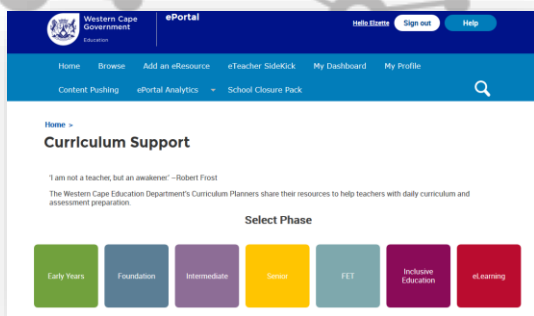 Western Cape
Government
Education
ePortal
Hello Elzette
Sign out
Help
Home Browse Add an eResource eTeacher SideKick My Dashboard My Profile
Content Pushing ePortal Analytics School Closure Pack
Home >
Curriculum Support
'I am not a teacher, but an awakener.' –Robert Frost
The Western Cape Education Department's Curriculum Planners share their resources to help teachers with daily curriculum and
assessment preparation.
Select Phase
Early Years
Foundation
Intermediate
Senior
FET
Inclusive
Education
eLearning